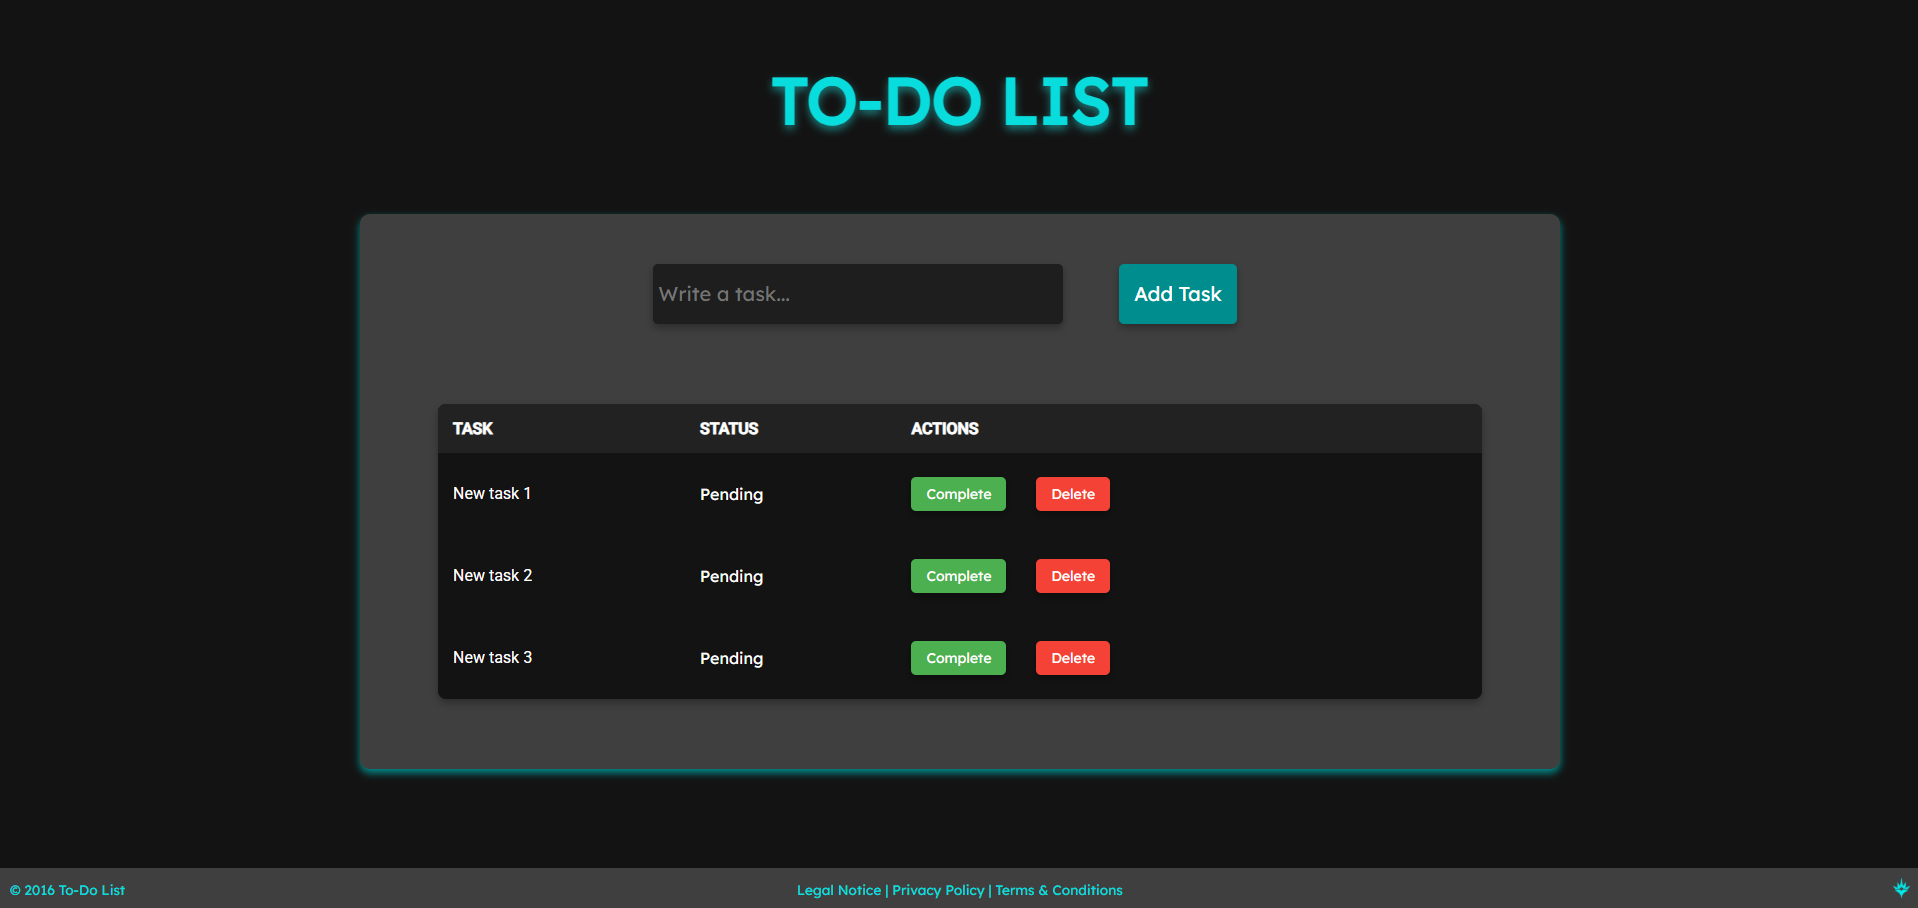 TO-DO LIST
Write a task...
Add Task
TASK STATUS ACTIONS
New task 1 Pending Complete Delete
New task 2 Pending Complete Delete
New task 3 Pending Complete Delete
© 2016 To-Do List
Legal Notice | Privacy Policy | Terms & Conditions